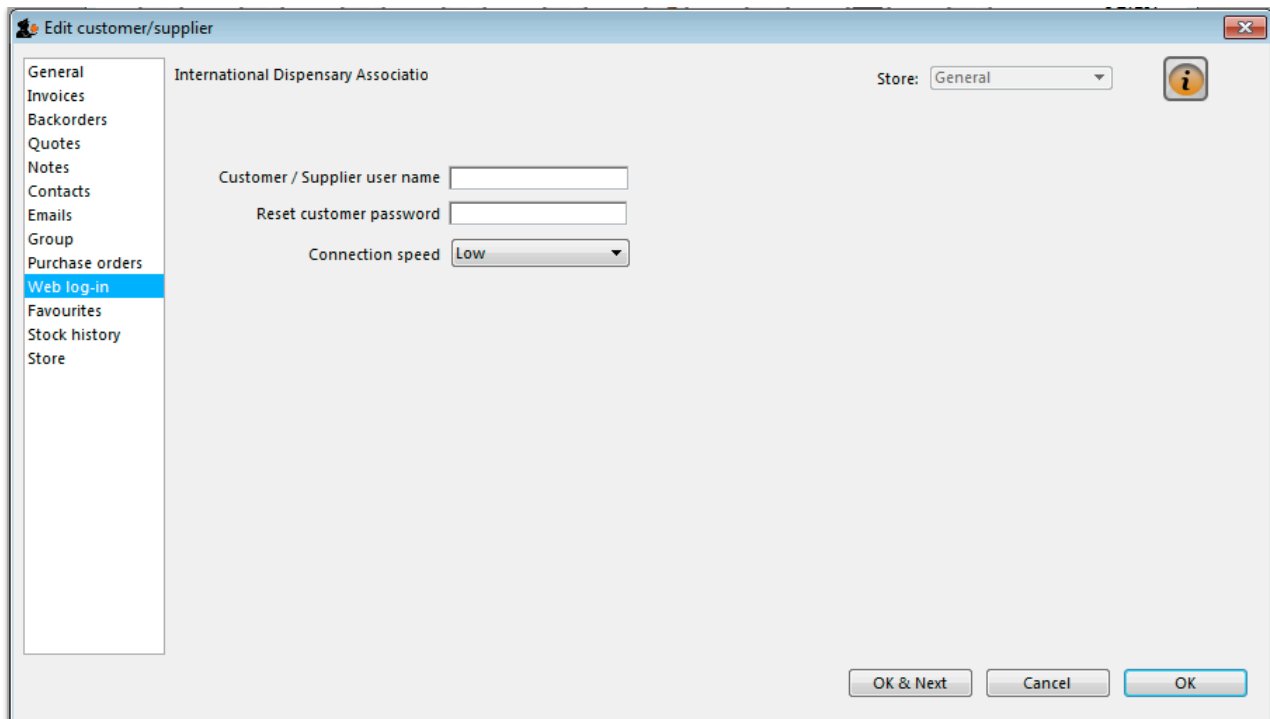 Edit customer/supplier
General
Invoices
Backorders
Quotes
Notes
Contacts
Emails
Group
Purchase orders
Web log-in
Favourites
Stock history
Store
International Dispensary Associatio
Store: General
Customer / Supplier user name
Reset customer password
Connection speed Low
OK & Next Cancel OK